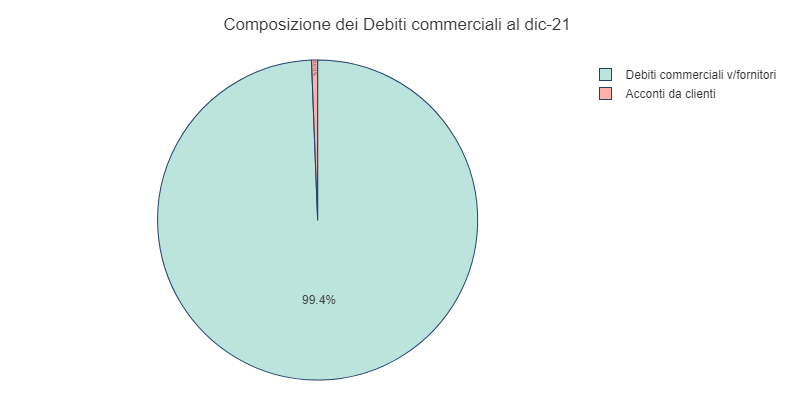 Composizione dei Debiti commerciali al dic-21
Debiti commerciali v/fornitori
Acconti da clienti
99.4%